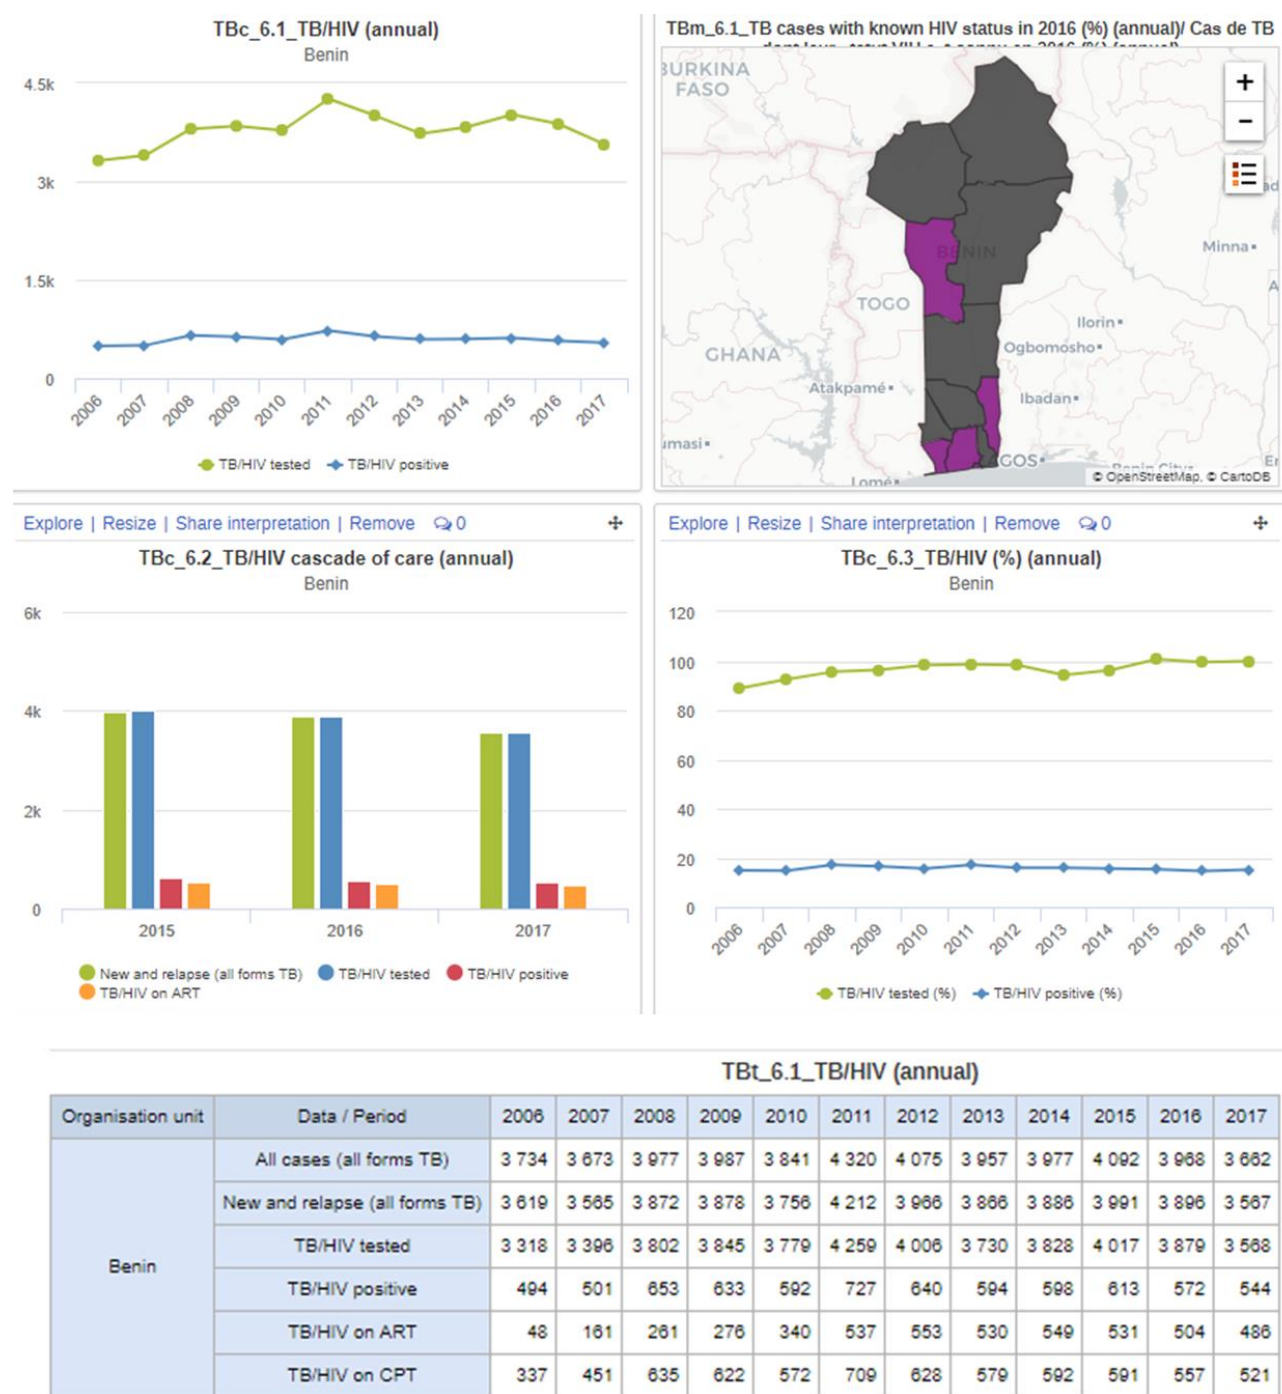 TBc_6.1_TB/HIV (annual)
Benin
4.5k
3k
1.5k
0
2006 2007 2008 2009 2010 2011 2012 2013 2014 2015 2016 2017
TB/HIV tested TB/HIV positive
TBm_6.1_TB cases with known HIV status in 2016 (%) (annual)/ Cas de TB
BURKINA
FASO
+
−
BENIN
Minna
TOGO
Ilorin
Ogbomosho
GHANA
Atakpamé
Ibadan
umasi
AGOS
Benin City
Lomé
© OpenStreetMap, © CartoDB
Explore | Resize | Share interpretation | Remove 0
TBc_6.2_TB/HIV cascade of care (annual)
Benin
6k
4k
2k
0
2015 2016 2017
New and relapse (all forms TB) TB/HIV tested TB/HIV positive
TB/HIV on ART
Explore | Resize | Share interpretation | Remove 0
TBc_6.3_TB/HIV (%) (annual)
Benin
120
100
80
60
40
20
0
2006 2007 2008 2009 2010 2011 2012 2013 2014 2015 2016 2017
TB/HIV tested (%) TB/HIV positive (%)
TBt_6.1_TB/HIV (annual)
Organisation unit Data / Period 2006 2007 2008 2009 2010 2011 2012 2013 2014 2015 2016 2017
Benin
All cases (all forms TB) 3 734 3 673 3 977 3 987 3 841 4 320 4 075 3 957 3 977 4 092 3 968 3 662
New and relapse (all forms TB) 3 619 3 565 3 872 3 878 3 756 4 212 3 966 3 866 3 886 3 991 3 896 3 567
TB/HIV tested 3 318 3 396 3 802 3 845 3 779 4 259 4 006 3 730 3 828 4 017 3 879 3 568
TB/HIV positive 494 501 653 633 592 727 640 594 598 613 572 544
TB/HIV on ART 48 161 261 276 340 537 553 530 549 531 504 486
TB/HIV on CPT 337 451 635 622 572 709 628 579 592 591 557 521